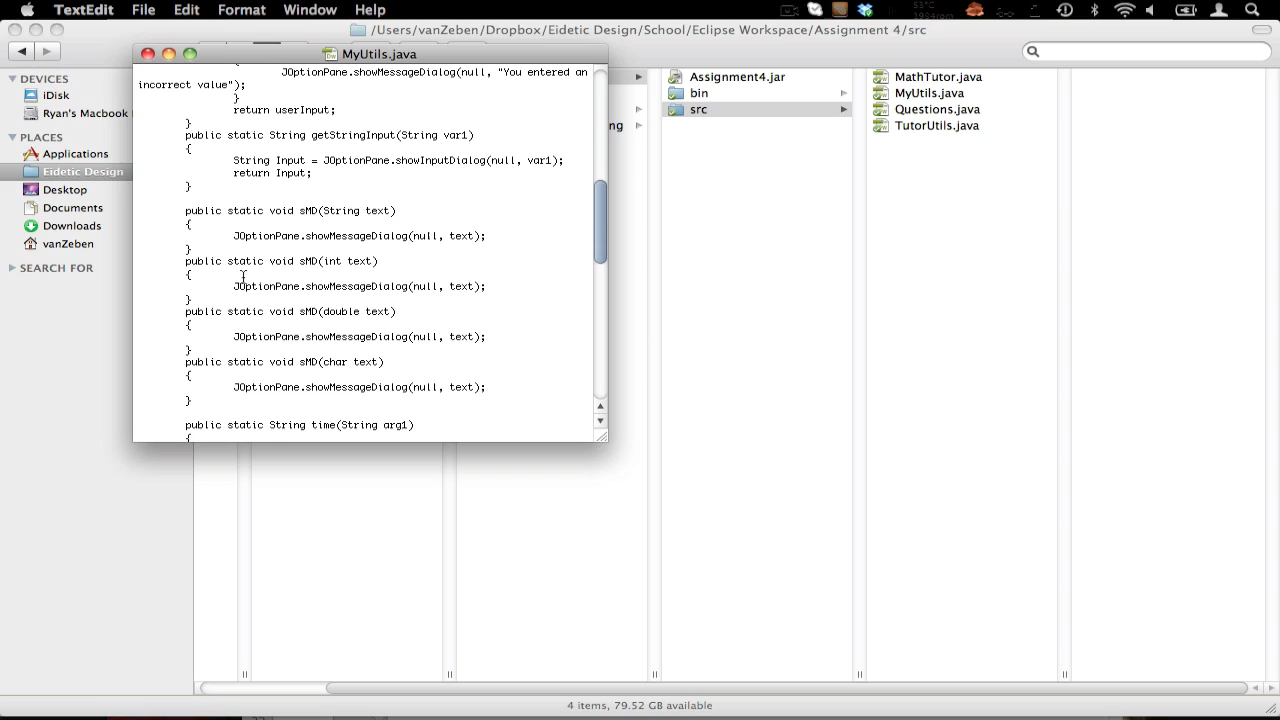 TextEdit File Edit Format Window Help
/Users/vanZeben/Dropbox/Eidetic Design/School/Eclipse Workspace/Assignment 4/src
MyUtils.java
DEVICES
iDisk
Ryan's Macbook
PLACES
Applications
Eidetic Design
Desktop
Documents
Downloads
vanZeben
SEARCH FOR
JOptionPane.showMessageDialog(null, "You entered an
incorrect value");
}
return userInput;
}
public static String getStringInput(String var1)
{
String Input = JOptionPane.showInputDialog(null, var1);
return Input;
}
public static void sMD(String text)
{
JOptionPane.showMessageDialog(null, text);
}
public static void sMD(int text)
{
JOptionPane.showMessageDialog(null, text);
}
public static void sMD(double text)
{
JOptionPane.showMessageDialog(null, text);
}
public static void sMD(char text)
{
JOptionPane.showMessageDialog(null, text);
}
public static String time(String arg1)
{
ng
Assignment4.jar
bin
src
MathTutor.java
MyUtils.java
Questions.java
TutorUtils.java
4 items, 79.52 GB available